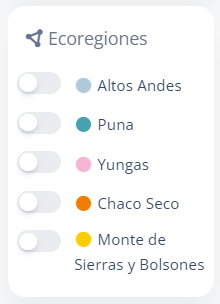 Ecoregiones
Altos Andes
Puna
Yungas
Chaco Seco
Monte de
Sierras y Bolsones